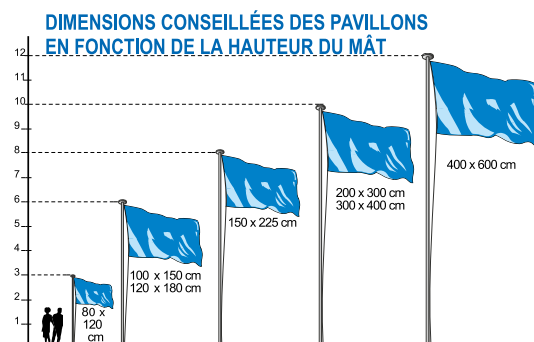 DIMENSIONS CONSEILLÉES DES PAVILLONS
EN FONCTION DE LA HAUTEUR DU MÂT
12
11
10
9
8
7
6
5
4
3
2
1
80 x
120
cm
100 x 150 cm
120 x 180 cm
150 x 225 cm
200 x 300 cm
300 x 400 cm
400 x 600 cm